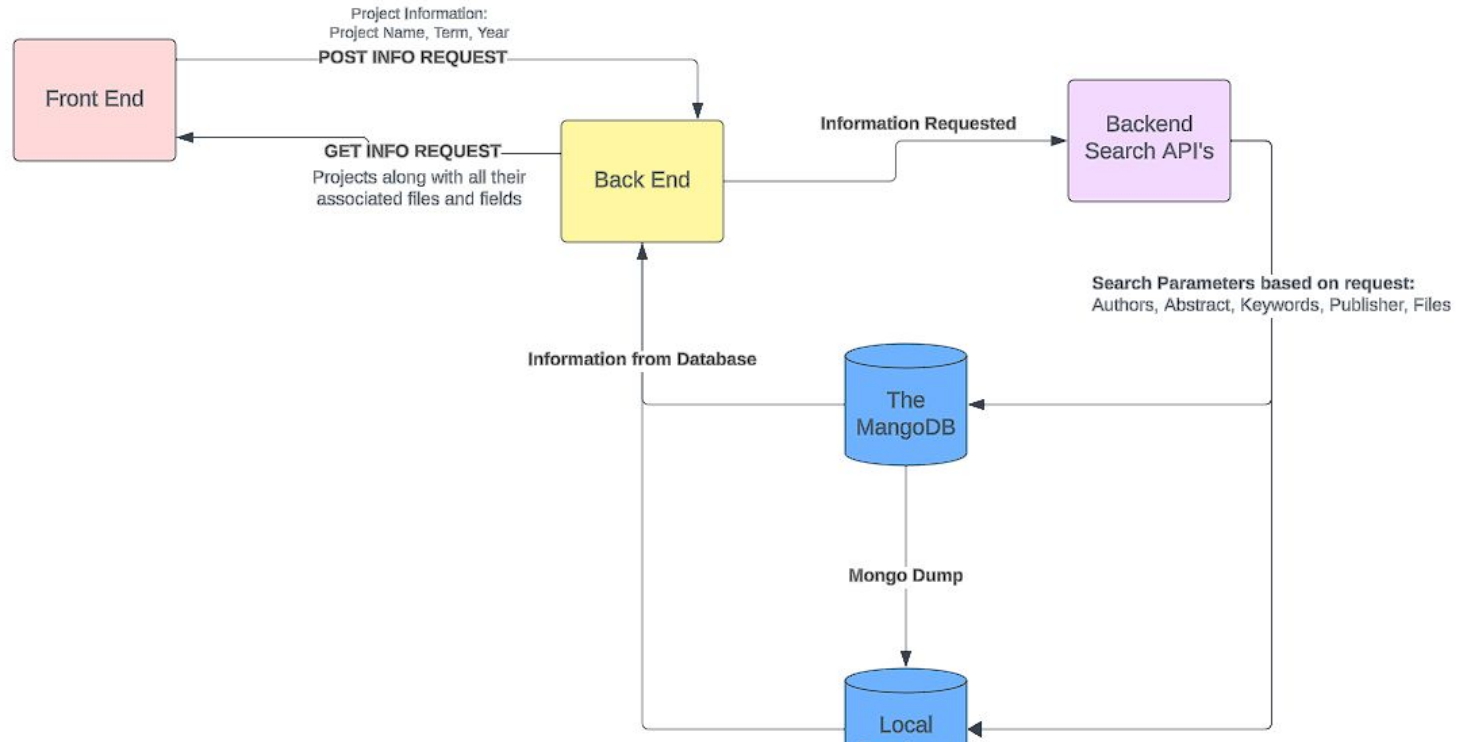 Project Information:
Project Name, Term, Year
POST INFO REQUEST
Front End
GET INFO REQUEST
Projects along with all their
associated files and fields
Back End
Information Requested
Backend
Search API's
Search Parameters based on request:
Authors, Abstract, Keywords, Publisher, Files
Information from Database
The
MangoDB
Mongo Dump
Local